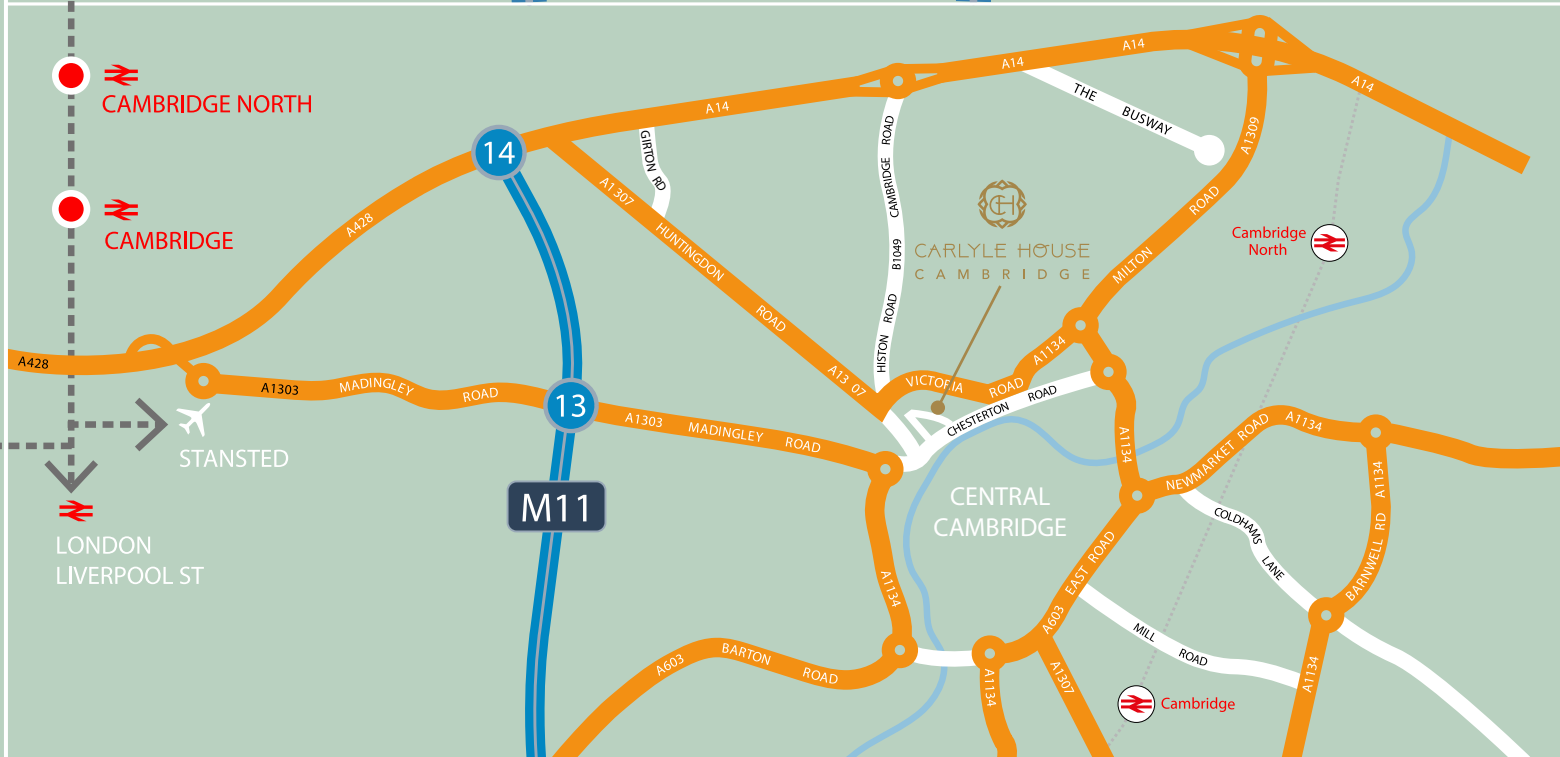 CAMBRIDGE NORTH
CAMBRIDGE
STANSTED
LONDON
LIVERPOOL ST
A428
A428
14
A14
A14
A14
A14
GIRTON RD
A1307
HUNTINGDON
ROAD
A13 07
CAMBRIDGE ROAD
B1049
HISTON ROAD
THE BUSWAY
A1309
MILTON ROAD
CH
CARLYLE HOUSE
CAMBRIDGE
Cambridge
North
A1303
MADINGLEY
ROAD
13
A1303 MADINGLEY ROAD
M11
VICTORIA ROAD
A1134
CHESTERTON ROAD
A1134
CENTRAL
CAMBRIDGE
NEWMARKET ROAD
A1134
A1134
BARNWELL RD
COLDHAMS
LANE
A603 EAST ROAD
MILL
ROAD
A1134
A603
BARTON
ROAD
A1134
A1307
A1134
Cambridge